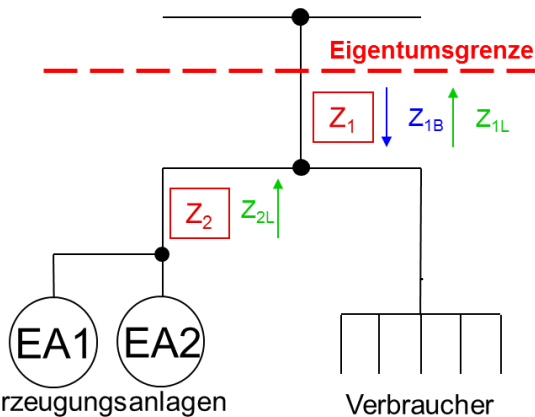 Eigentumsgrenze
Z1 Z1B Z1L
Z2 Z2L
EA1 EA2
rzeugungsanlagen Verbraucher